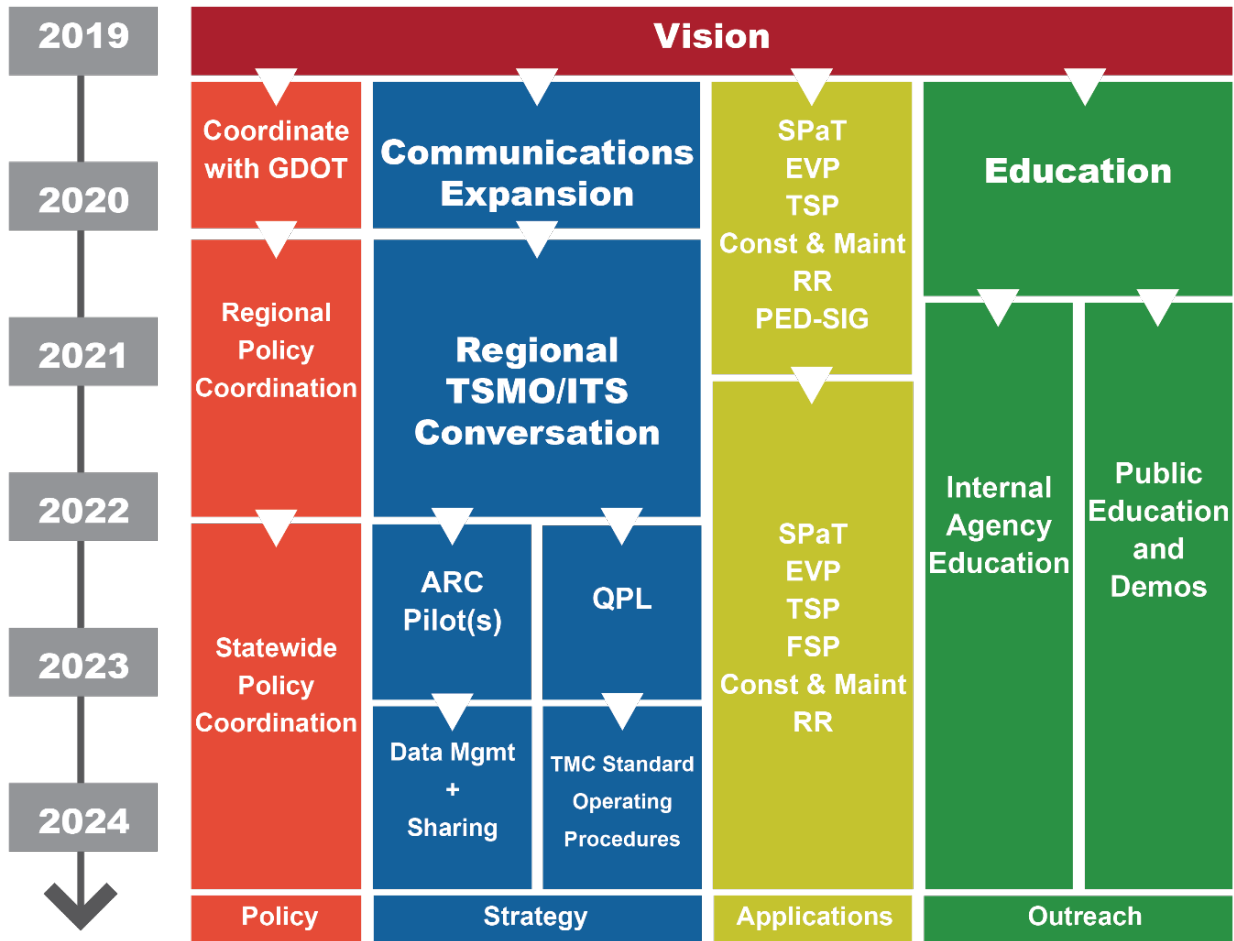 2019
2020
2021
2022
2023
2024
Vision
Coordinate
with GDOT
Regional
Policy
Coordination
Statewide
Policy
Coordination
Policy
Communications
Expansion
Regional
TSMO/ITS
Conversation
ARC
Pilot(s)
QPL
Data Mgmt
+
Sharing
TMC Standard
Operating
Procedures
Strategy
SPaT
EVP
TSP
Const & Maint
RR
PED-SIG
SPaT
EVP
TSP
FSP
Const & Maint
RR
Applications
Education
Internal
Agency
Education
Public
Education
and
Demos
Outreach